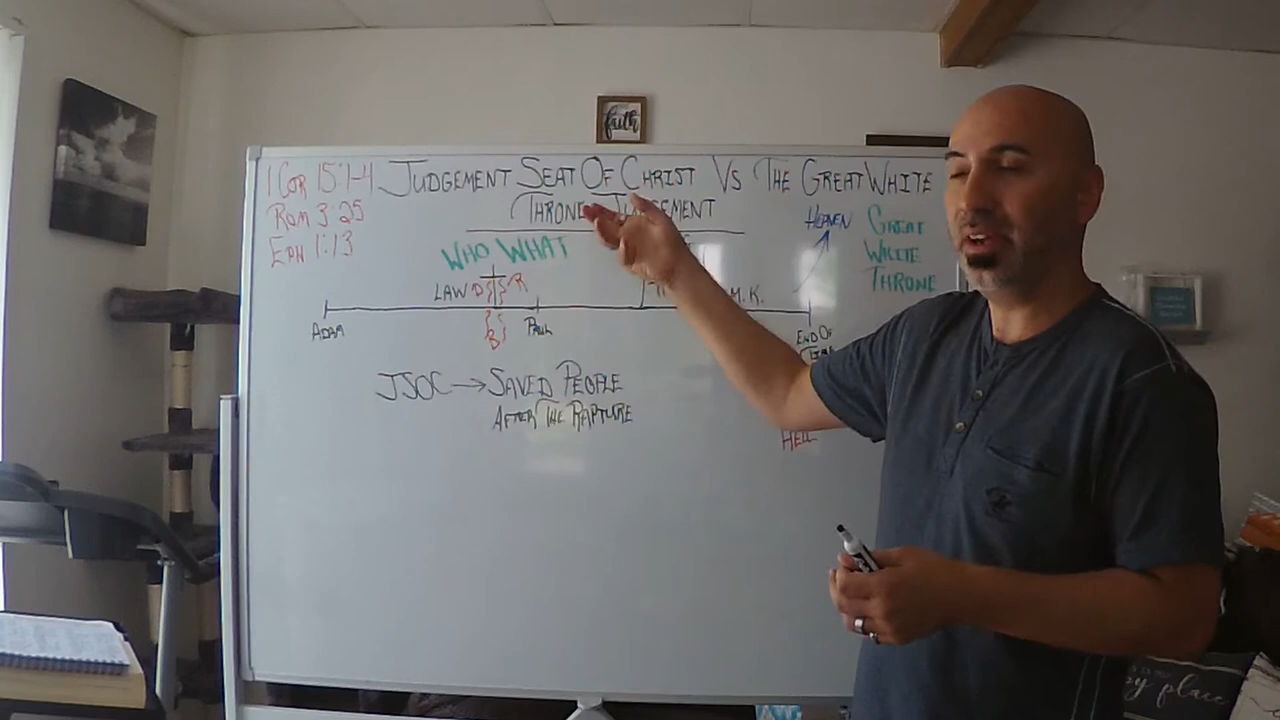 faith
1 COR 15:1-4
ROM 3:25
EPH 1:13
JUDGEMENT SEAT OF CHRIST VS THE GREAT WHITE
THRONE JUDGEMENT
WHO WHAT
HEAVEN
GREAT
WHITE
THRONE
LAW D R
M.K.
ADAM
B
PAUL
END OF
JSOC → SAVED PEOPLE
AFTER THE RAPTURE
HELL
place